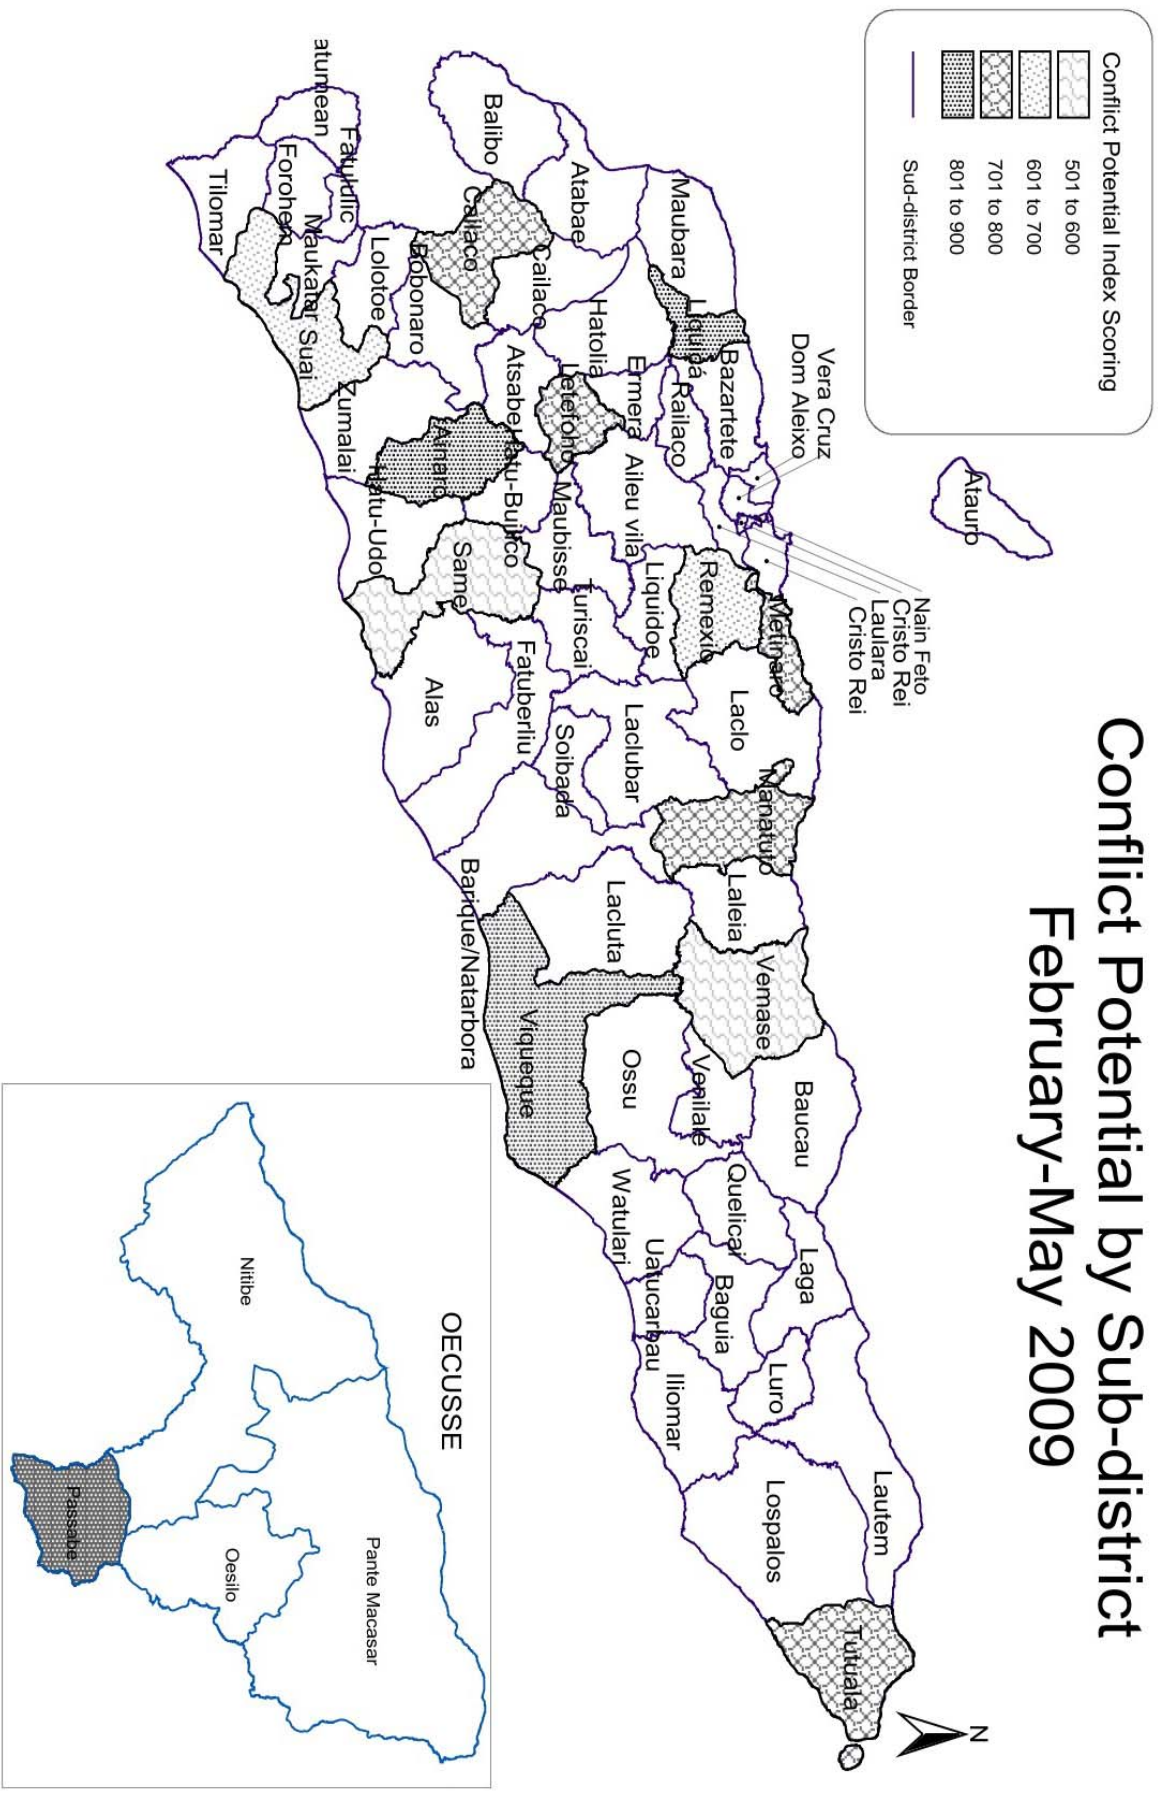 Conflict Potential by Sub-district
February-May 2009
Conflict Potential Index Scoring
501 to 600
601 to 700
701 to 800
801 to 900
Sud-district Border
N
Atauro
Vera Cruz
Dom Aleixo
Nain Feto
Cristo Rei
Laulara
Cristo Rei
Balibo
Atabae
Maubara
Cailaco
Cailaco
Liquidá
Bazartete
Hatolia
Ermera
Railaco
Letefoho
Atsabe
Bobonaro
Lolotoe
atumean
Fatululic
Forohem
Tilomar
Maukatar
Suai
Zumalai
Ainaro
Hatu-Builico
Hatu-Udo
Maubisse
Aileu vila
Liquidoe
Remexio
Metinaro
Turiscai
Same
Alas
Fatuberliu
Soibada
Laclubar
Laclo
Manatuto
Laleia
Lacluta
Barique/Natarbora
Viqueque
Vemase
Venilale
Ossu
Baucau
Quelicai
Watulari
Uatucarbau
Baguia
Laga
Luro
Iliomar
Lautem
Lospalos
Tutuala
OECUSSE
Nitibe
Pante Macasar
Oesilo
Passabe